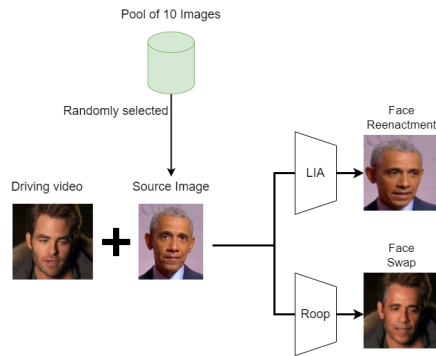 Pool of 10 Images
Randomly selected
Driving video
Source Image
LIA
Face
Reenactment
Roop
Face
Swap